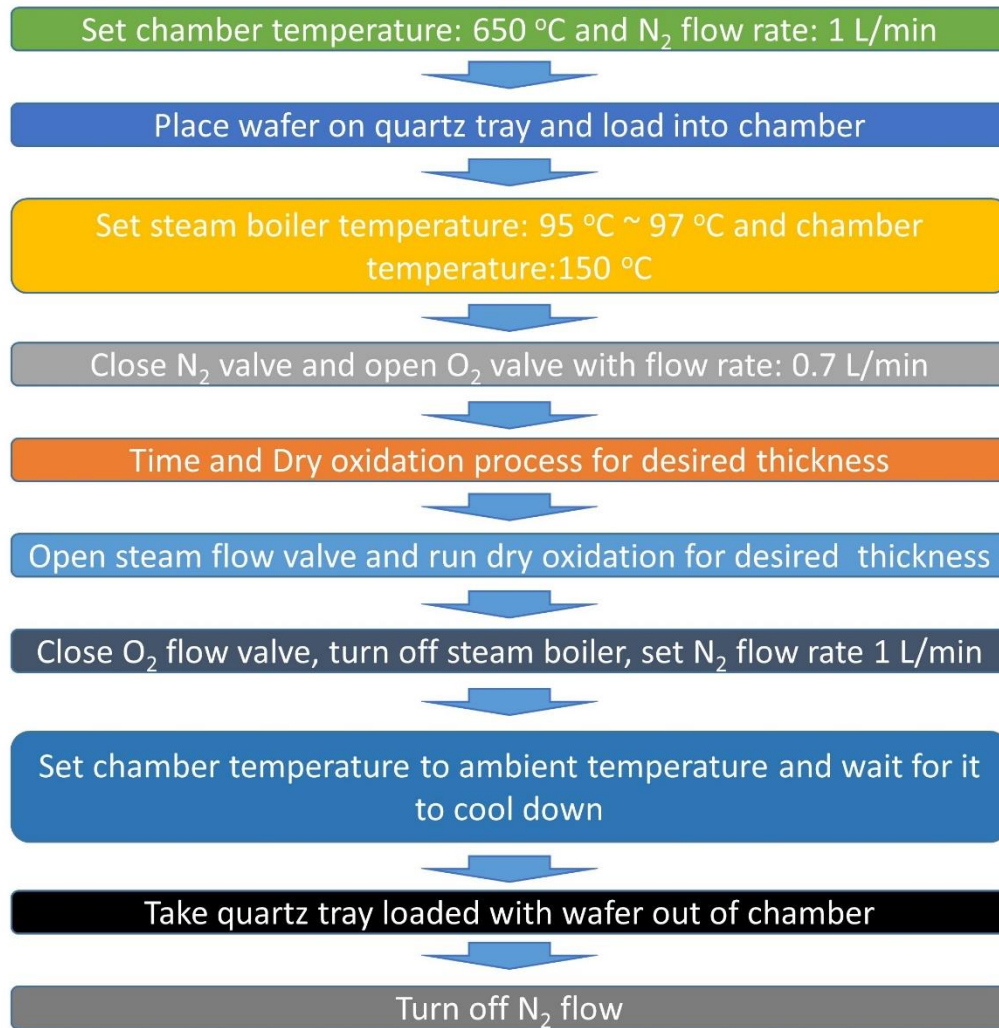 Set chamber temperature: 650 °C and N₂ flow rate: 1 L/min
Place wafer on quartz tray and load into chamber
Set steam boiler temperature: 95 °C ~ 97 °C and chamber
temperature:150 °C
Close N₂ valve and open O₂ valve with flow rate: 0.7 L/min
Time and Dry oxidation process for desired thickness
Open steam flow valve and run dry oxidation for desired  thickness
Close O₂ flow valve, turn off steam boiler, set N₂ flow rate 1 L/min
Set chamber temperature to ambient temperature and wait for it
to cool down
Take quartz tray loaded with wafer out of chamber
Turn off N₂ flow